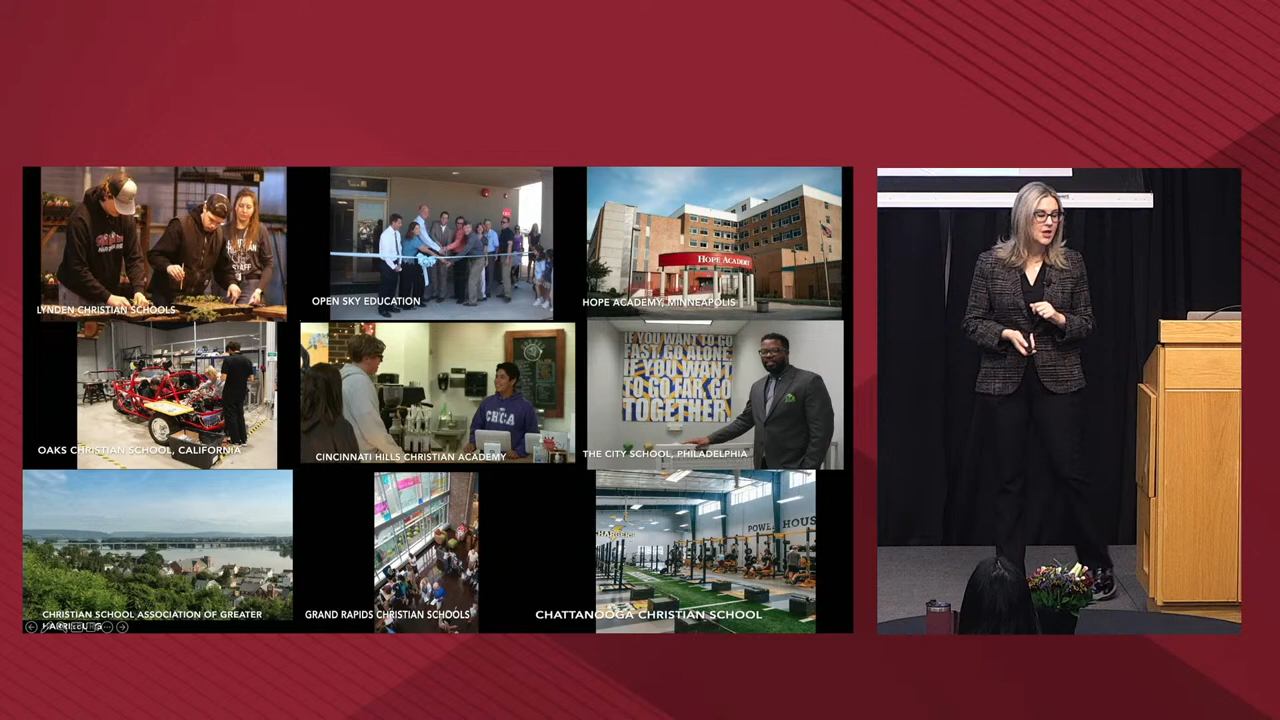 LYNDEN CHRISTIAN SCHOOLS
OPEN SKY EDUCATION
HOPE ACADEMY
HOPE ACADEMY, MINNEAPOLIS
OAKS CHRISTIAN SCHOOL, CALIFORNIA
CHCA
CINCINNATI HILLS CHRISTIAN ACADEMY
IF YOU WANT TO GO
FAST, GO ALONE.
IF YOU WANT
TO GO FAR, GO
TOGETHER.
THE CITY SCHOOL, PHILADELPHIA
CHRISTIAN SCHOOL ASSOCIATION OF GREATER
GRAND RAPIDS CHRISTIAN SCHOOLS
CHARGERS
POWER HOUSE
CHATTANOOGA CHRISTIAN SCHOOL